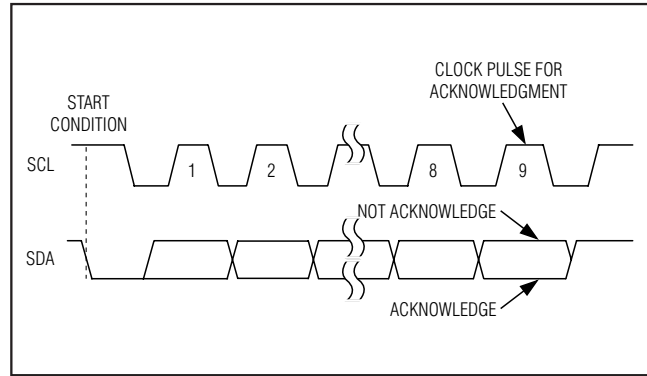 CLOCK PULSE FOR
ACKNOWLEDGMENT
START
CONDITION
SCL
1
2
8
9
NOT ACKNOWLEDGE
SDA
ACKNOWLEDGE